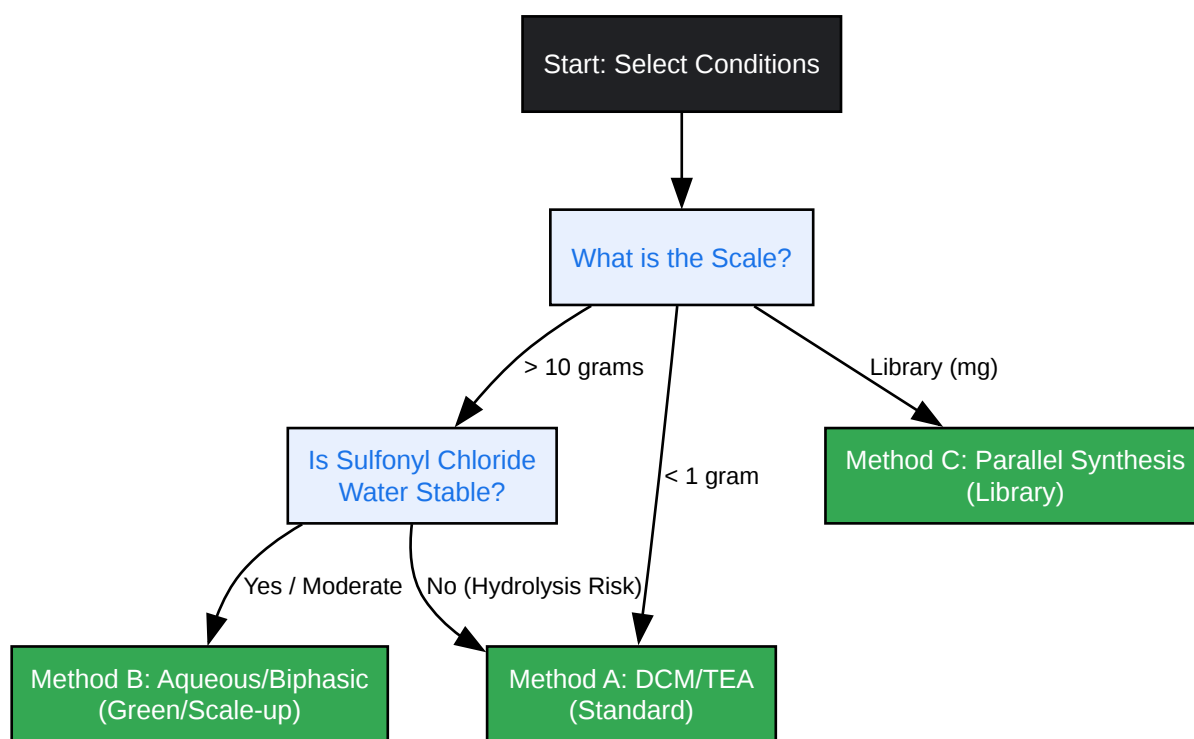 Start: Select Conditions
What is the Scale?
> 10 grams
Library (mg)
Is Sulfonyl Chloride
Water Stable?
< 1 gram
Method C: Parallel Synthesis
(Library)
Yes / Moderate
No (Hydrolysis Risk)
Method B: Aqueous/Biphasic
(Green/Scale-up)
Method A: DCM/TEA
(Standard)